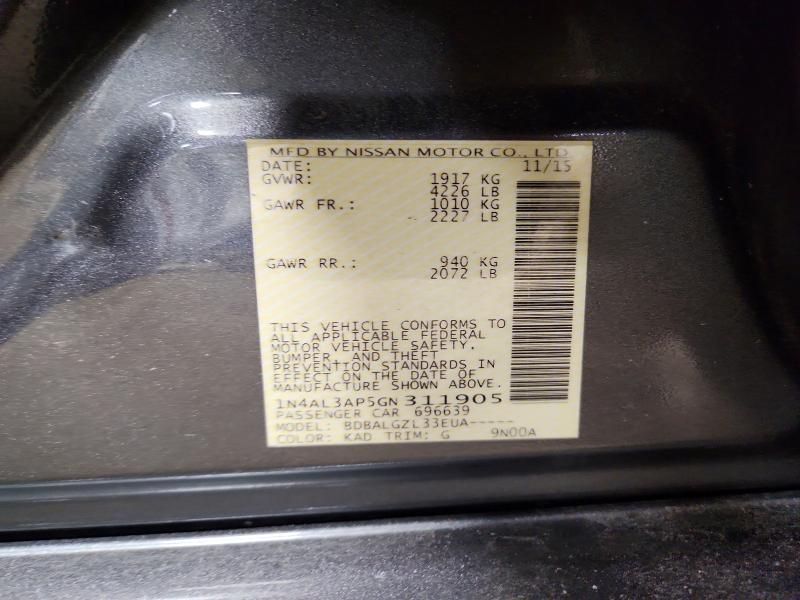 MFD BY NISSAN MOTOR CO., LTD.
DATE: 11/15
GVWR: 1917 KG
4226 LB
GAWR FR.: 1010 KG
2227 LB
GAWR RR.: 940 KG
2072 LB
THIS VEHICLE CONFORMS TO
ALL APPLICABLE FEDERAL
MOTOR VEHICLE SAFETY,
BUMPER, AND THEFT
PREVENTION STANDARDS IN
EFFECT ON THE DATE OF
MANUFACTURE SHOWN ABOVE.
1N4AL3AP5GN311905
PASSENGER CAR 696639
MODEL: BDBALGZL33EUA-----
COLOR: KAD TRIM: G 9N00A